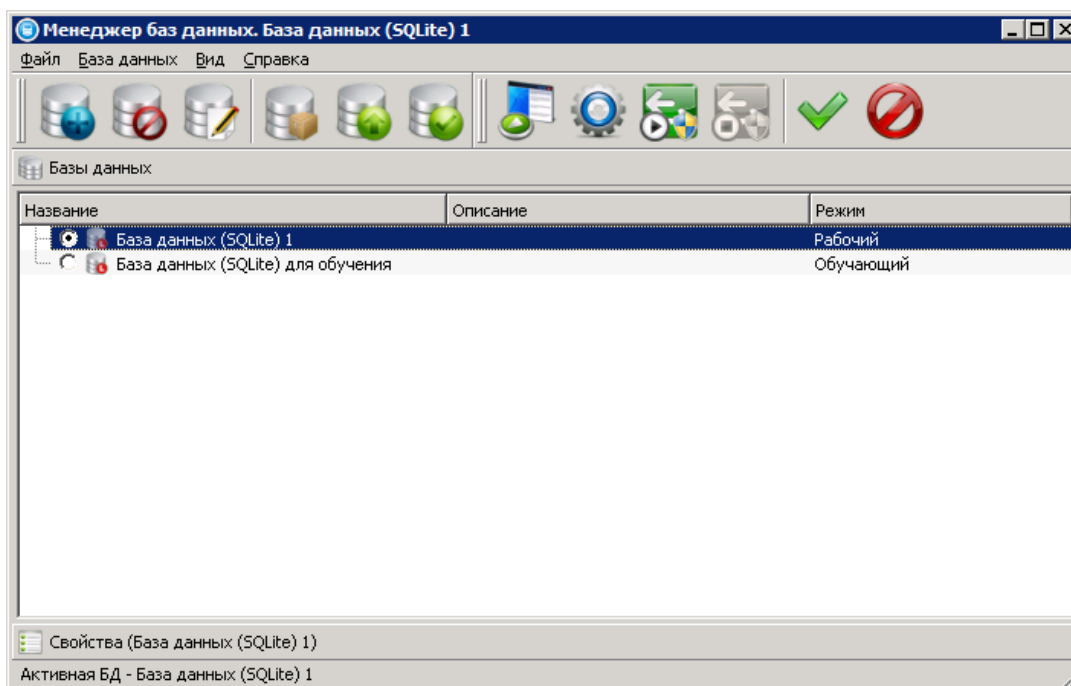 Менеджер баз данных. База данных (SQLite) 1
Файл База данных Вид Справка
Базы данных
Название Описание Режим
База данных (SQLite) 1 Рабочий
База данных (SQLite) для обучения Обучающий
Свойства (База данных (SQLite) 1)
Активная БД - База данных (SQLite) 1